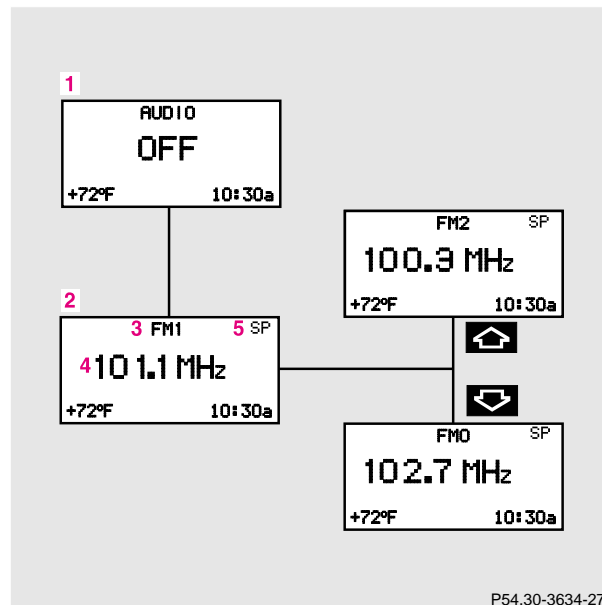 1
AUDIO
OFF
+72°F 10:30a
2
3 FM1 5 SP
4 101.1 MHz
+72°F 10:30a
FM2 SP
100.3 MHz
+72°F 10:30a
FM0 SP
102.7 MHz
+72°F 10:30a
P54.30-3634-27